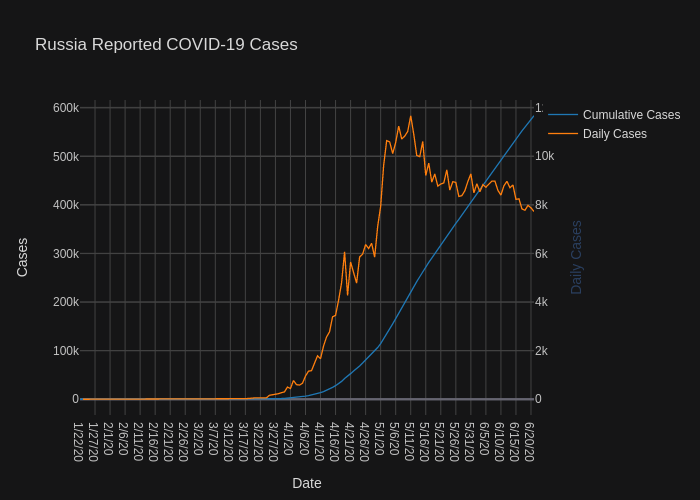 Russia Reported COVID-19 Cases
600k
500k
400k
300k
200k
100k
0
Cases
10k
8k
6k
4k
2k
0
Daily Cases
Cumulative Cases
Daily Cases
1/22/20
1/27/20
2/1/20
2/6/20
2/11/20
2/16/20
2/21/20
2/26/20
3/2/20
3/7/20
3/12/20
3/17/20
3/22/20
3/27/20
4/1/20
4/6/20
4/11/20
4/16/20
4/21/20
4/26/20
5/1/20
5/6/20
5/11/20
5/16/20
5/21/20
5/26/20
5/31/20
6/5/20
6/10/20
6/15/20
6/20/20
Date